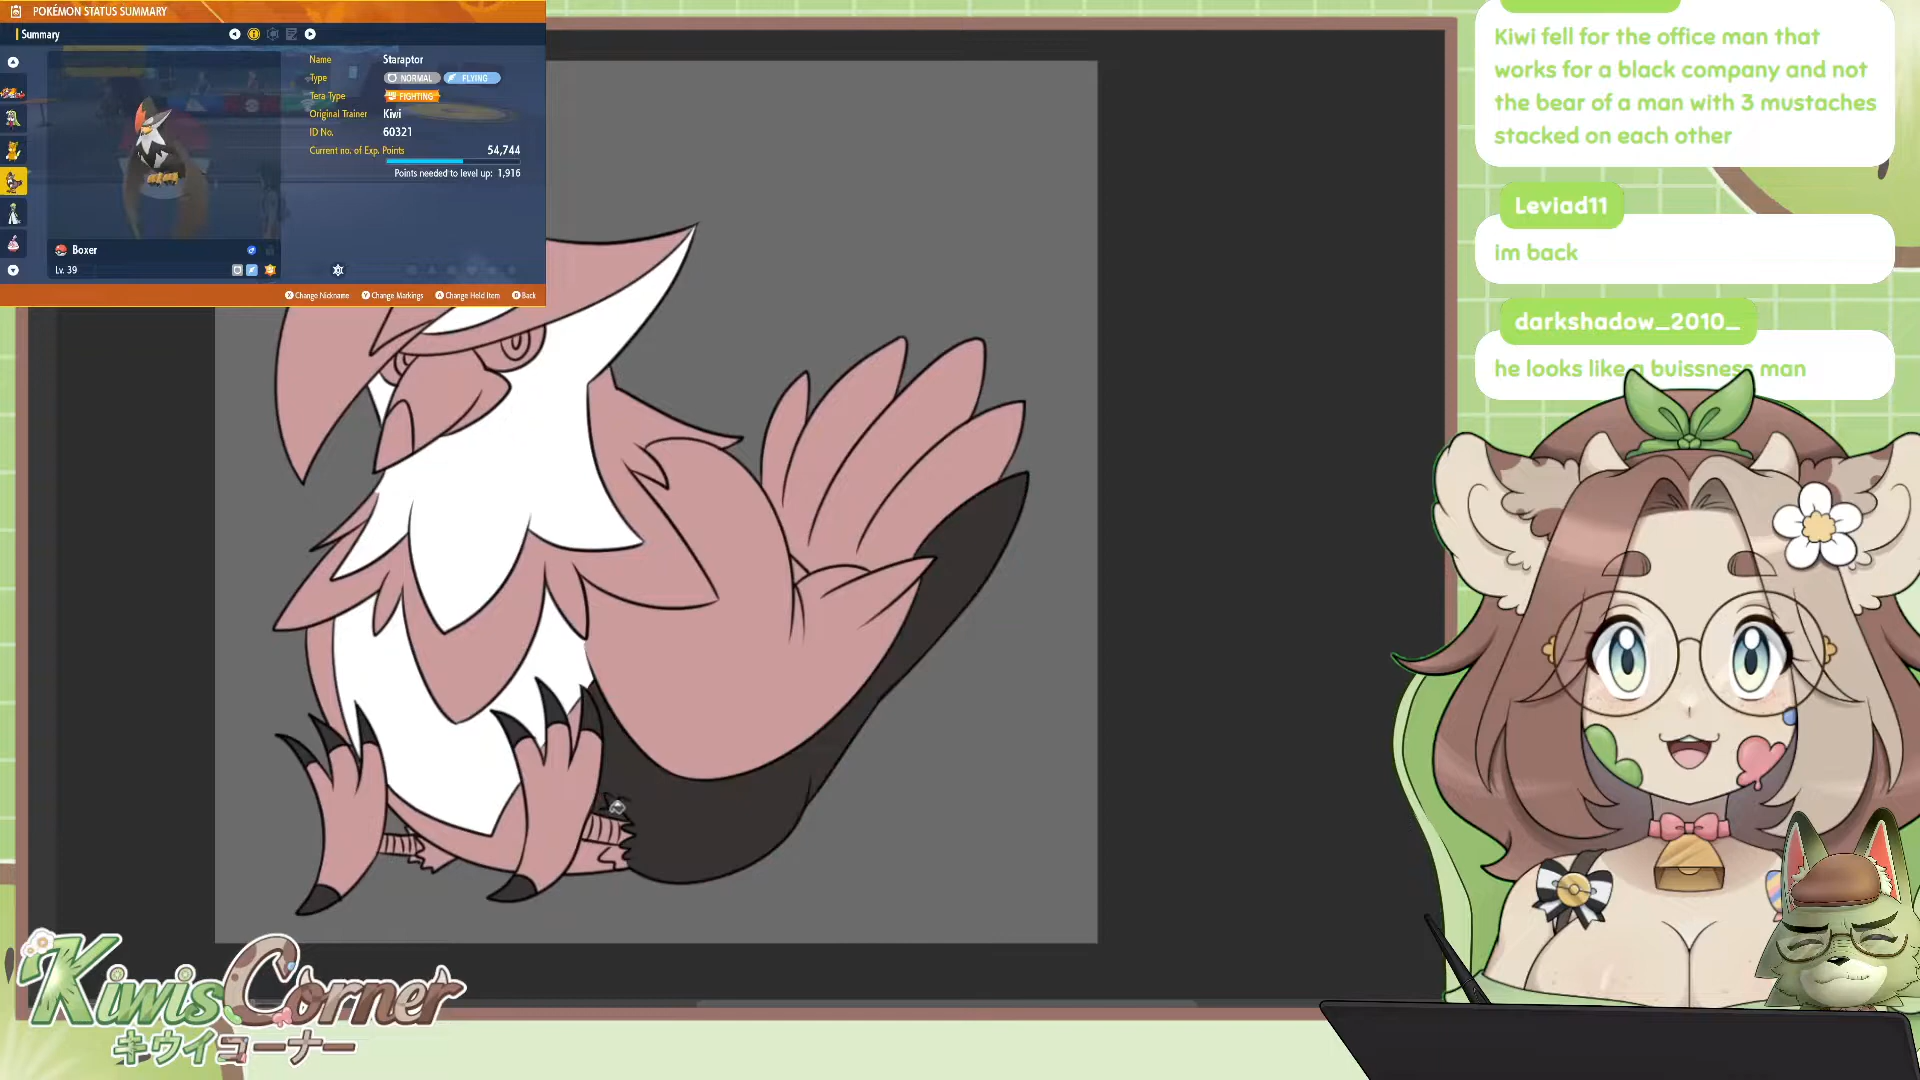 POKÉMON STATUS SUMMARY
Summary
Name Staraptor
Type NORMAL FLYING
Tera Type FIGHTING
Original Trainer Kiwi
ID No. 60321
Current no. of Exp. Points 54,744
Points needed to level up: 1,916
Boxer
Lv. 39
Change Nickname Change Markings Change Held Item Back
Kiwi fell for the office man that
works for a black company and not
the bear of a man with 3 mustaches
stacked on each other
Leviad11
im back
darkshadow_2010_
he looks like a buissness man
Kiwis Corner
キウイコーナー